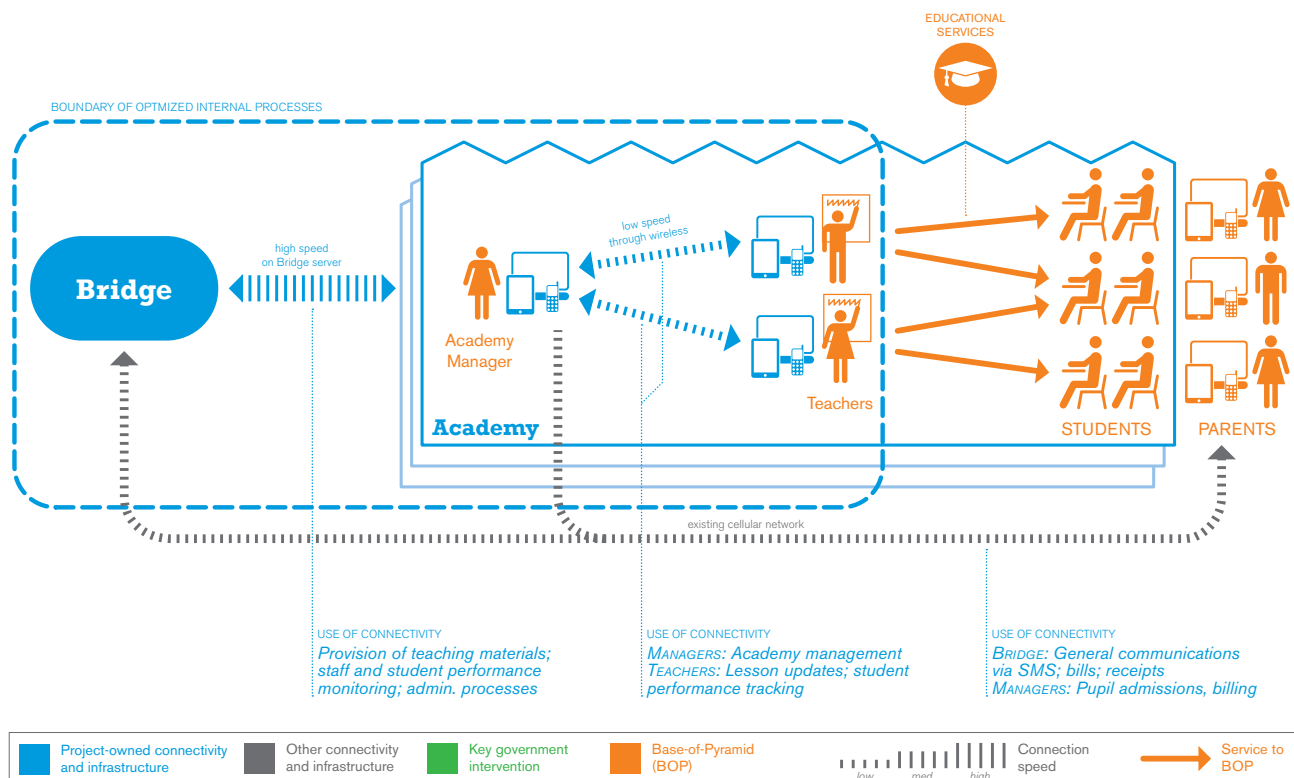 EDUCATIONAL
SERVICES
BOUNDARY OF OPTMIZED INTERNAL PROCESSES
Bridge
high speed
on Bridge server
low speed
through wireless
Academy
Manager
Teachers
Academy
STUDENTS
PARENTS
existing cellular network
USE OF CONNECTIVITY
Provision of teaching materials;
staff and student performance
monitoring; admin. processes
USE OF CONNECTIVITY
MANAGERS: Academy management
TEACHERS: Lesson updates; student
performance tracking
USE OF CONNECTIVITY
BRIDGE: General communications
via SMS; bills; receipts
MANAGERS: Pupil admissions, billing
Project-owned connectivity
and infrastructure
Other connectivity
and infrastructure
Key government
intervention
Base-of-Pyramid
(BOP)
low med. high
Connection
speed
Service to
BOP